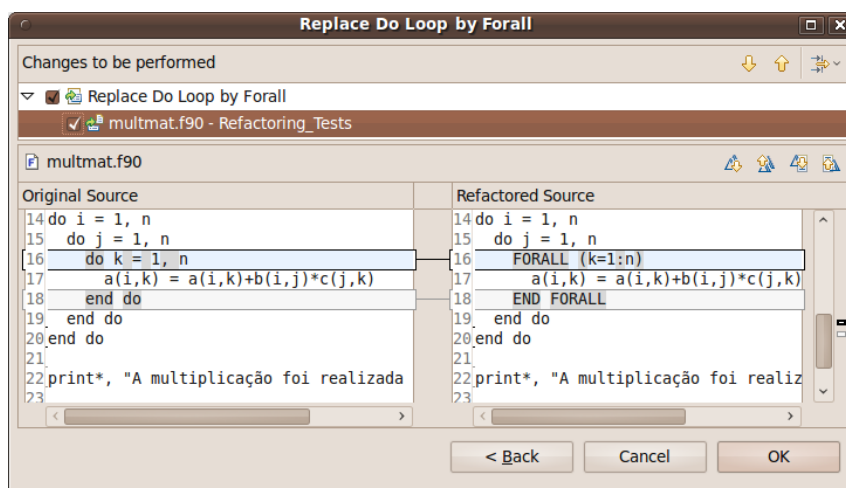 Replace Do Loop by Forall
Changes to be performed
Replace Do Loop by Forall
multmat.f90 - Refactoring_Tests
multmat.f90
Original Source
14 do i = 1, n
15   do j = 1, n
16     do k = 1, n
17       a(i,k) = a(i,k)+b(i,j)*c(j,k)
18     end do
19   end do
20 end do
21
22 print*, "A multiplicação foi realizada
23
Refactored Source
14 do i = 1, n
15   do j = 1, n
16     FORALL (k=1:n)
17       a(i,k) = a(i,k)+b(i,j)*c(j,k)
18     END FORALL
19   end do
20 end do
21
22 print*, "A multiplicação foi realiz
23
< Back
Cancel
OK